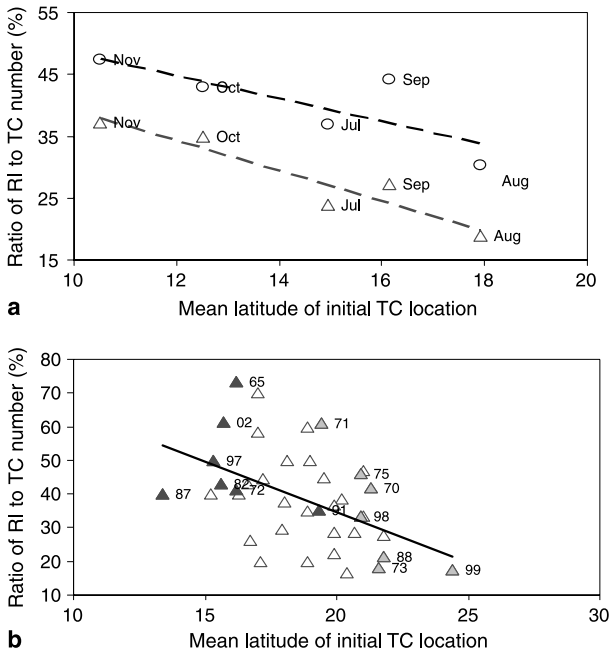 Ratio of RI to TC number (%)
55
45
35
25
15
Nov
Oct
Sep
Jul
Aug
Nov
Oct
Sep
Jul
Aug
10 12 14 16 18 20
a Mean latitude of initial TC location
Ratio of RI to TC number (%)
80
70
60
50
40
30
20
10
65
02
71
97
75
82
72
70
87
91
98
88
73
99
10 15 20 25 30
b Mean latitude of initial TC location